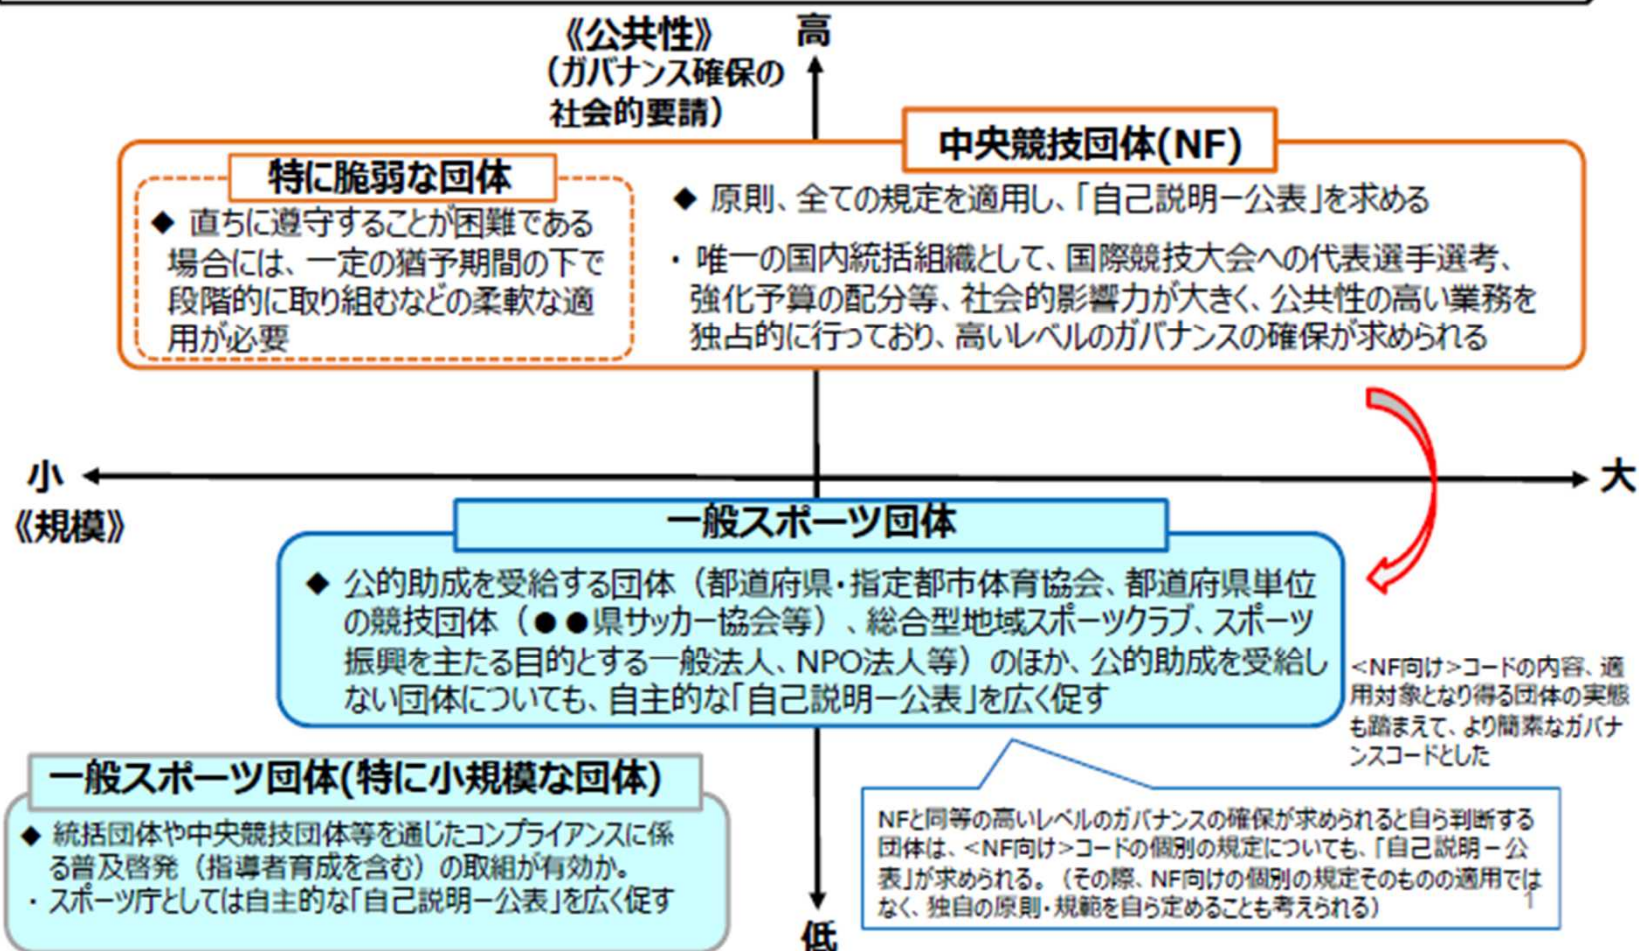 《公共性》
(ガバナンス確保の
社会的要請)
高
中央競技団体(NF)
特に脆弱な団体
◆ 直ちに遵守することが困難である
場合には、一定の猶予期間の下で
段階的に取り組むなどの柔軟な適
用が必要
◆ 原則、全ての規定を適用し、「自己説明－公表」を求める
・ 唯一の国内統括組織として、国際競技大会への代表選手選考、
強化予算の配分等、社会的影響力が大きく、公共性の高い業務を
独占的に行っており、高いレベルのガバナンスの確保が求められる
小
《規模》
大
一般スポーツ団体
◆ 公的助成を受給する団体（都道府県・指定都市体育協会、都道府県単位
の競技団体（●●県サッカー協会等）、総合型地域スポーツクラブ、スポーツ
振興を主たる目的とする一般法人、NPO法人等）のほか、公的助成を受給し
ない団体についても、自主的な「自己説明－公表」を広く促す
<NF向け>コードの内容、適
用対象となり得る団体の実態
も踏まえて、より簡素なガバナ
ンスコードとした
一般スポーツ団体(特に小規模な団体)
◆ 統括団体や中央競技団体等を通じたコンプライアンスに係
る普及啓発（指導者育成を含む）の取組が有効か。
・ スポーツ庁としては自主的な「自己説明－公表」を広く促す
NFと同等の高いレベルのガバナンスの確保が求められると自ら判断する
団体は、<NF向け>コードの個別の規定についても、「自己説明－公
表」が求められる。（その際、NF向けの個別の規定そのものの適用では
なく、独自の原則・規範を自ら定めることも考えられる）
1
低